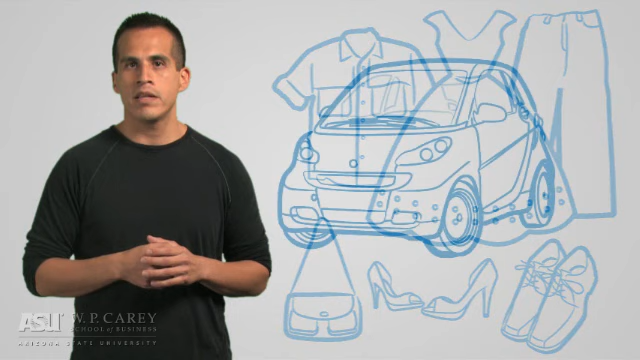 ASU W. P. CAREY
SCHOOL of BUSINESS
ARIZONA STATE UNIVERSITY